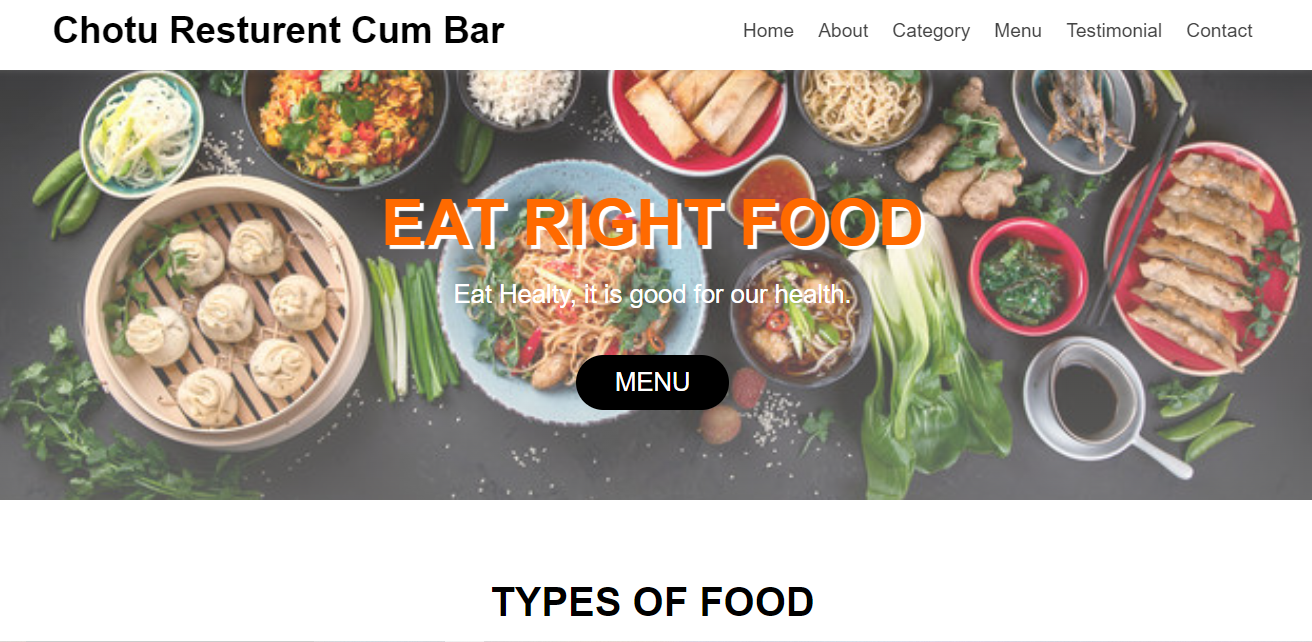 Chotu Resturent Cum Bar
Home About Category Menu Testimonial Contact
EAT RIGHT FOOD
Eat Healty, it is good for our health.
MENU
TYPES OF FOOD